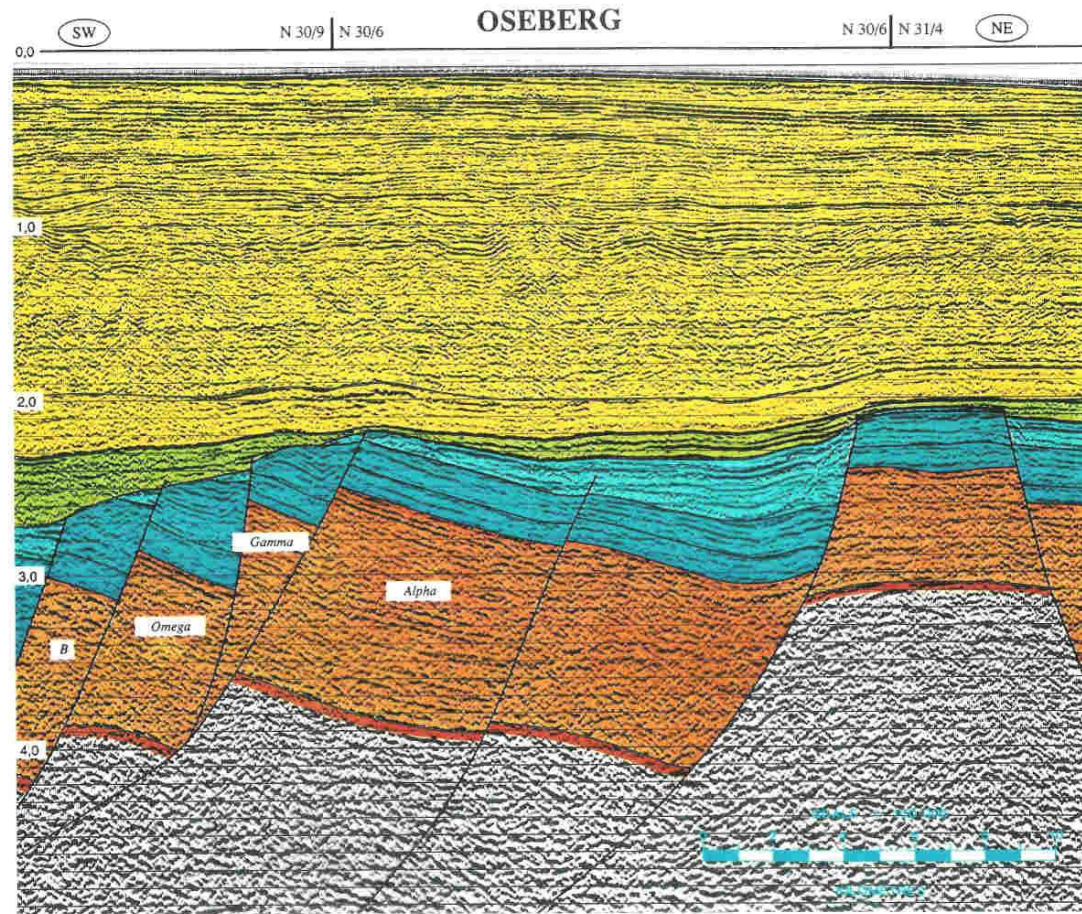 OSEBERG
SW N 30/9 N 30/6 N 30/6 N 31/4 NE
0,0
1,0
2,0
Gamma
3,0
Alpha
Omega
B
4,0
KILOMETRES